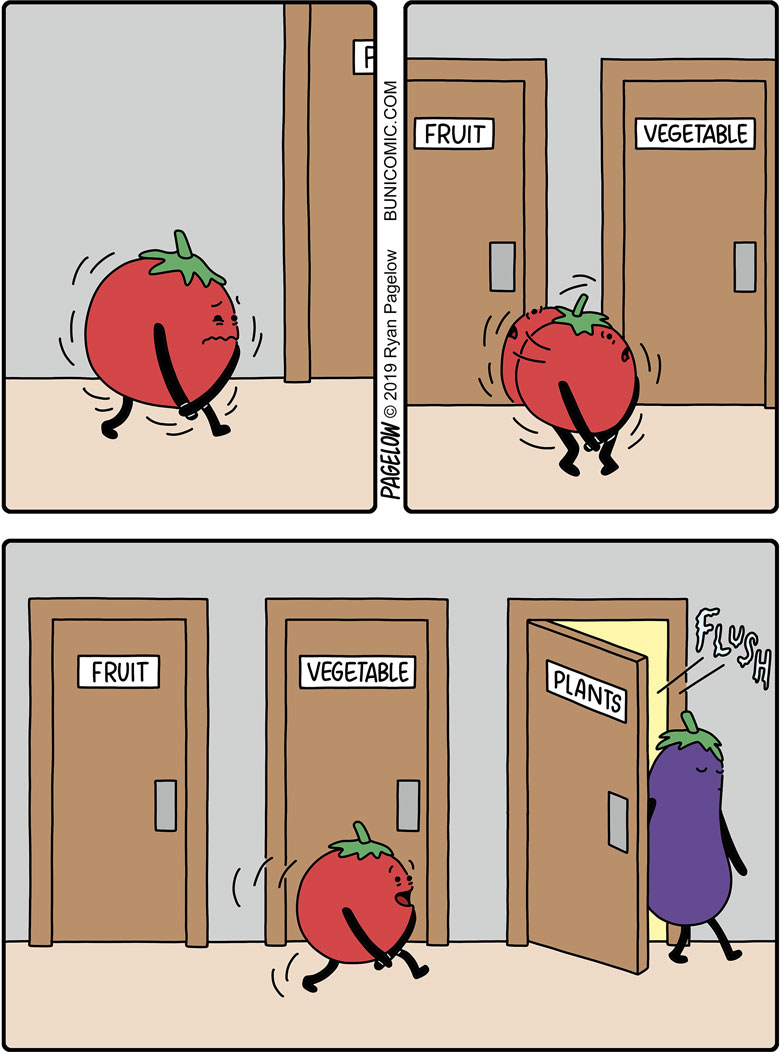 F
PAGELOW © 2019 Ryan Pagelow BUNICOMIC.COM
FRUIT
VEGETABLE
FRUIT
VEGETABLE
PLANTS
FLUSH